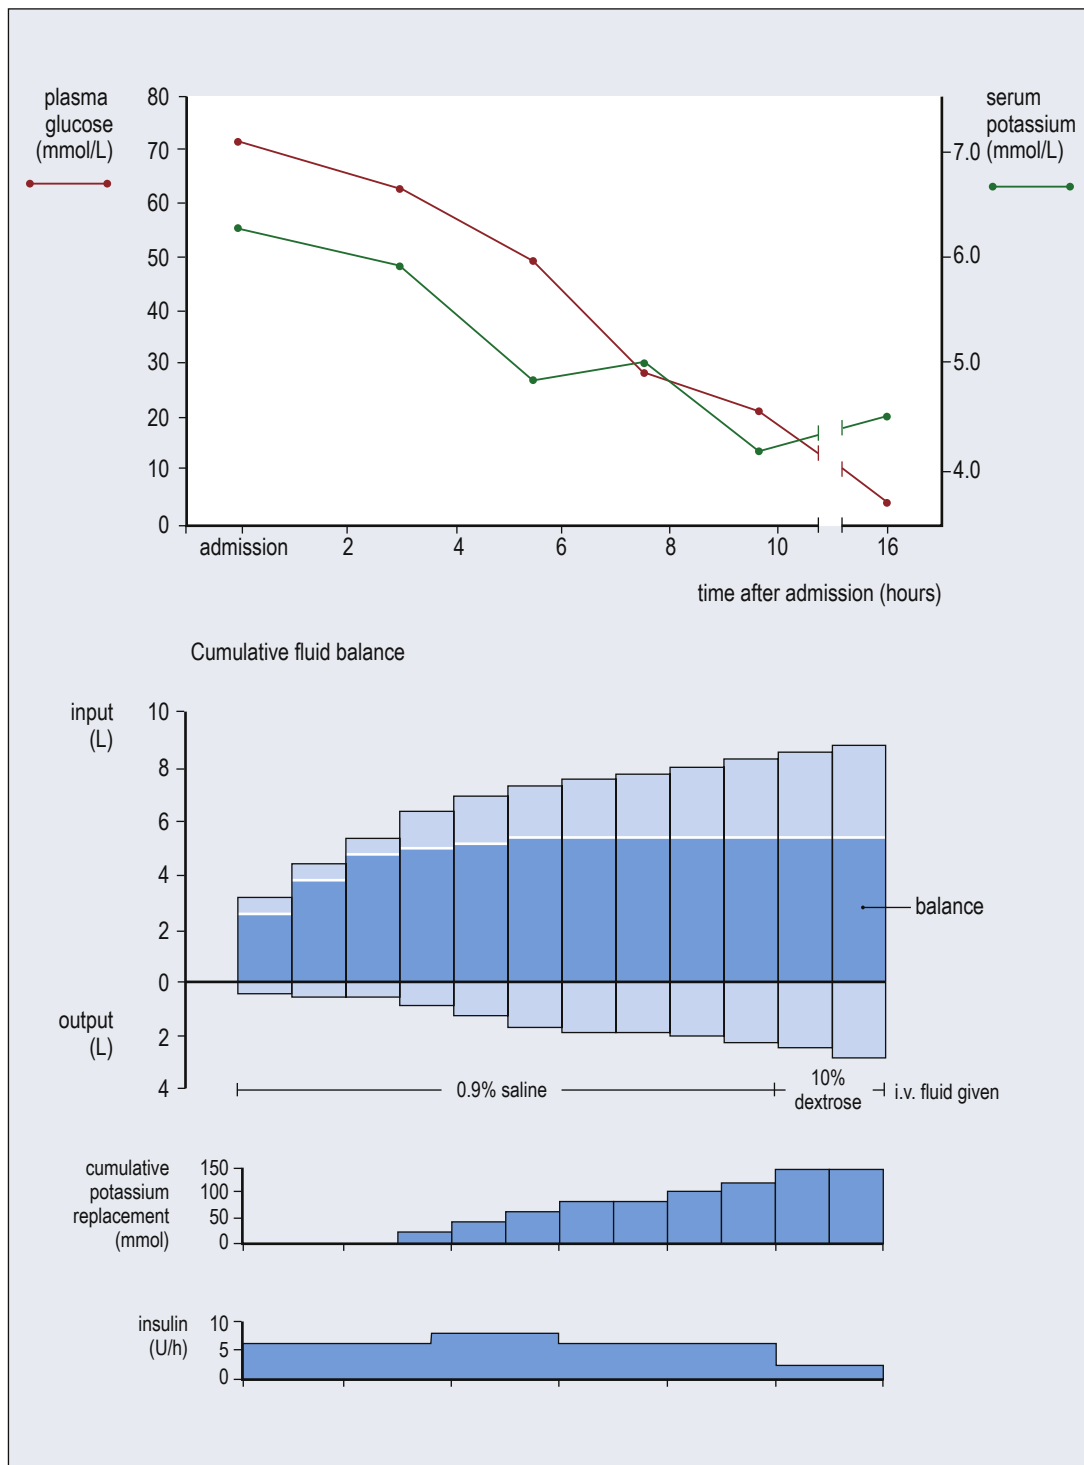 plasma
glucose
(mmol/L)
80
70
60
50
40
30
20
10
0
serum
potassium
(mmol/L)
7.0
6.0
5.0
4.0
admission 2 4 6 8 10 16
time after admission (hours)
Cumulative fluid balance
input
(L)
10
8
6
4
2
0
output
(L)
2
4
balance
0.9% saline
10%
dextrose
i.v. fluid given
cumulative
potassium
replacement
(mmol)
150
100
50
0
insulin
(U/h)
10
5
0